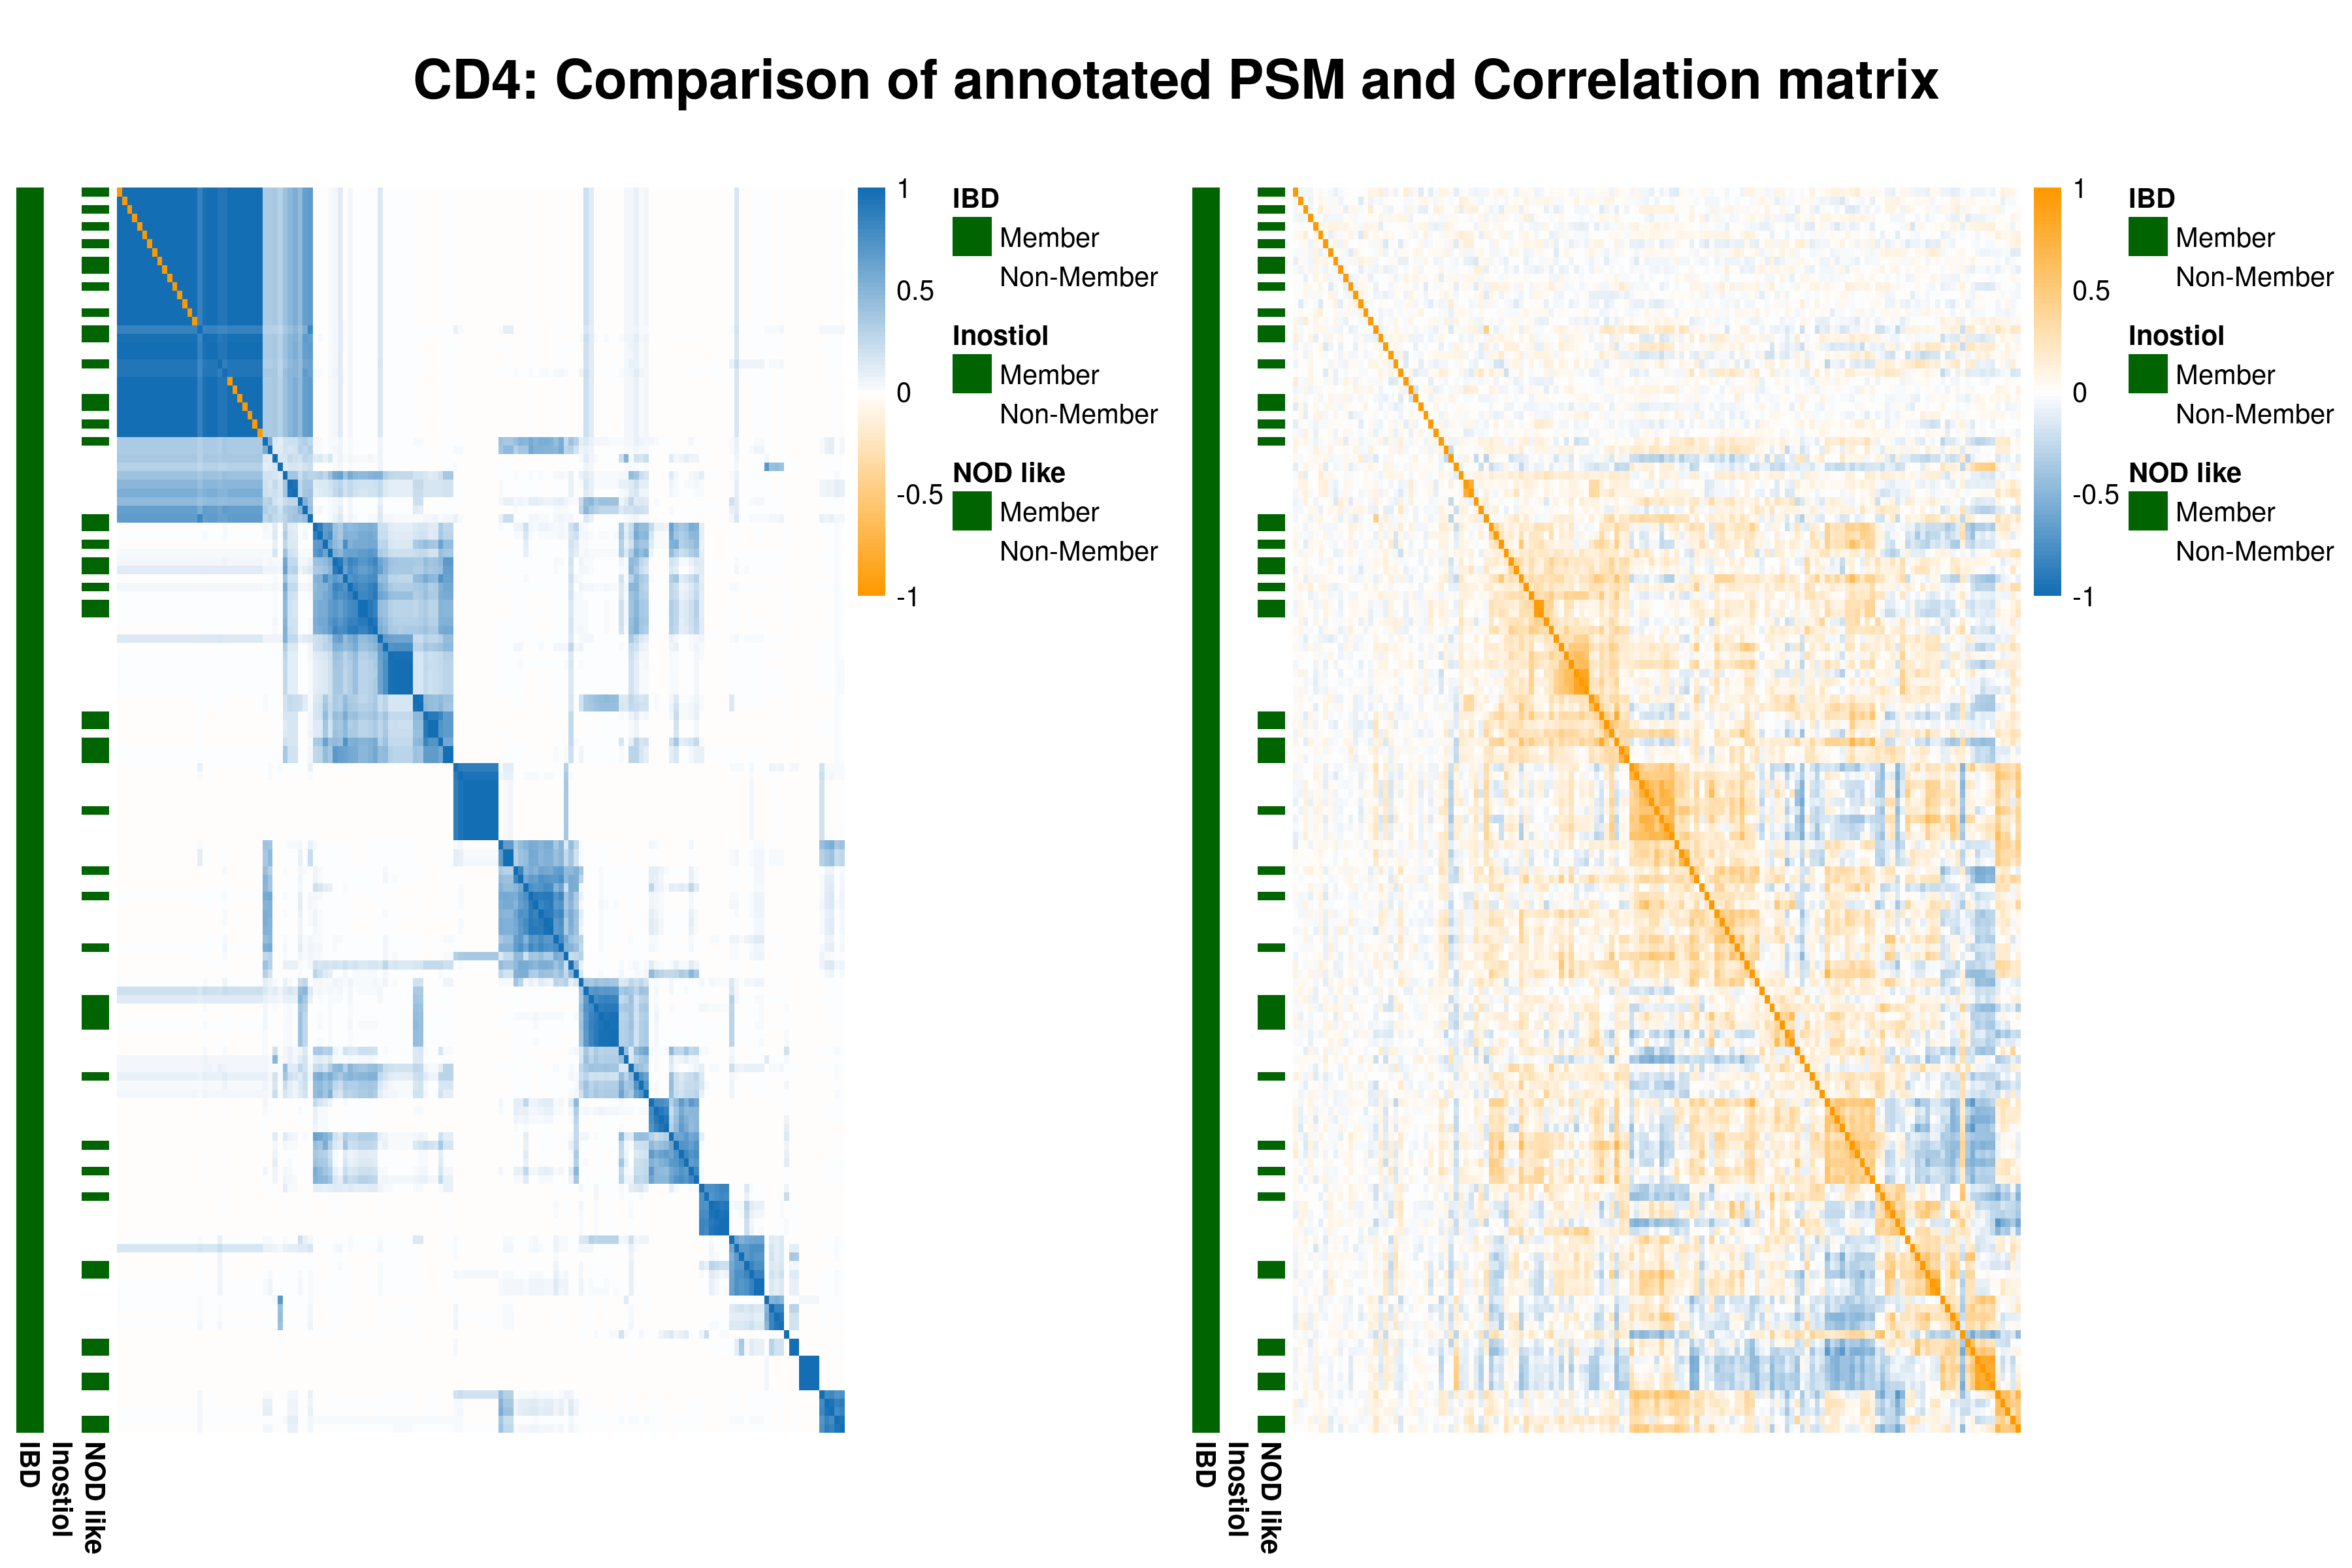 CD4: Comparison of annotated PSM and Correlation matrix
1
0.5
0
-0.5
-1
IBD
Member
Non-Member
Inostiol
Member
Non-Member
NOD like
Member
Non-Member
IBD
Inostiol
NOD like
1
0.5
0
-0.5
-1
IBD
Member
Non-Member
Inostiol
Member
Non-Member
NOD like
Member
Non-Member
IBD
Inostiol
NOD like